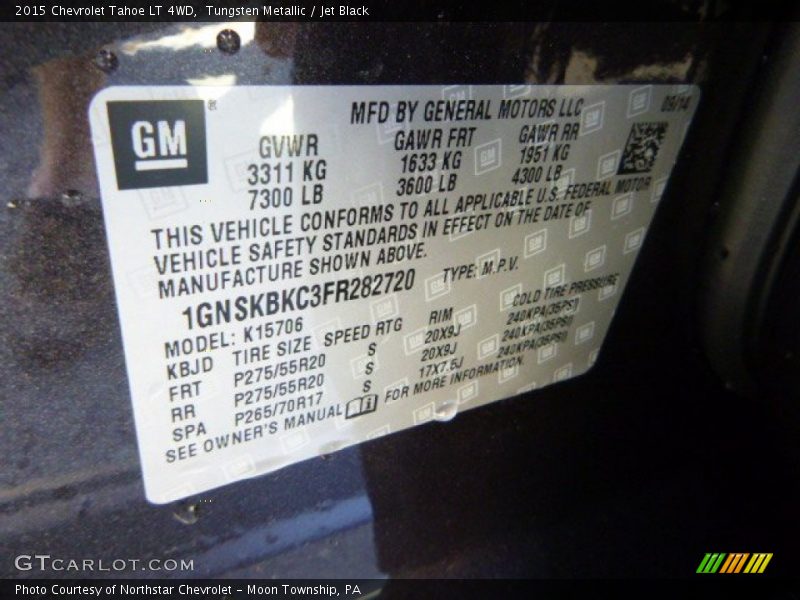 2015 Chevrolet Tahoe LT 4WD, Tungsten Metallic / Jet Black
GM ®
MFD BY GENERAL MOTORS LLC 05/14
GVWR GAWR FRT GAWR RR
3311 KG 1633 KG 1951 KG
7300 LB 3600 LB 4300 LB
THIS VEHICLE CONFORMS TO ALL APPLICABLE U.S. FEDERAL MOTOR
VEHICLE SAFETY STANDARDS IN EFFECT ON THE DATE OF
MANUFACTURE SHOWN ABOVE.
1GNSKBKC3FR282720 TYPE: M.P.V.
MODEL: K15706
KBJD TIRE SIZE SPEED RTG RIM COLD TIRE PRESSURE
FRT P275/55R20 S 20X9J 240KPA(35PSI)
RR P275/55R20 S 20X9J 240KPA(35PSI)
SPA P265/70R17 S 17X7.5J 240KPA(35PSI)
SEE OWNER'S MANUAL FOR MORE INFORMATION.
GTCARLOT.COM
Photo Courtesy of Northstar Chevrolet - Moon Township, PA